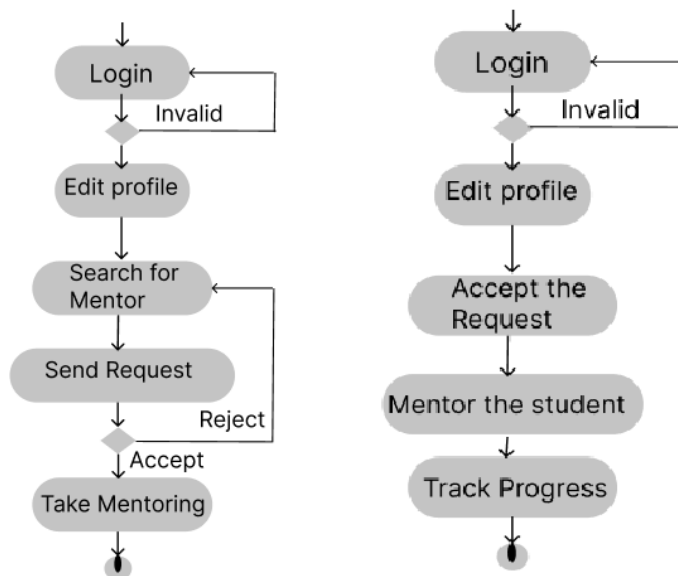 Login
Invalid
Edit profile
Search for
Mentor
Send Request
Reject
Accept
Take Mentoring
Login
Invalid
Edit profile
Accept the
Request
Mentor the student
Track Progress